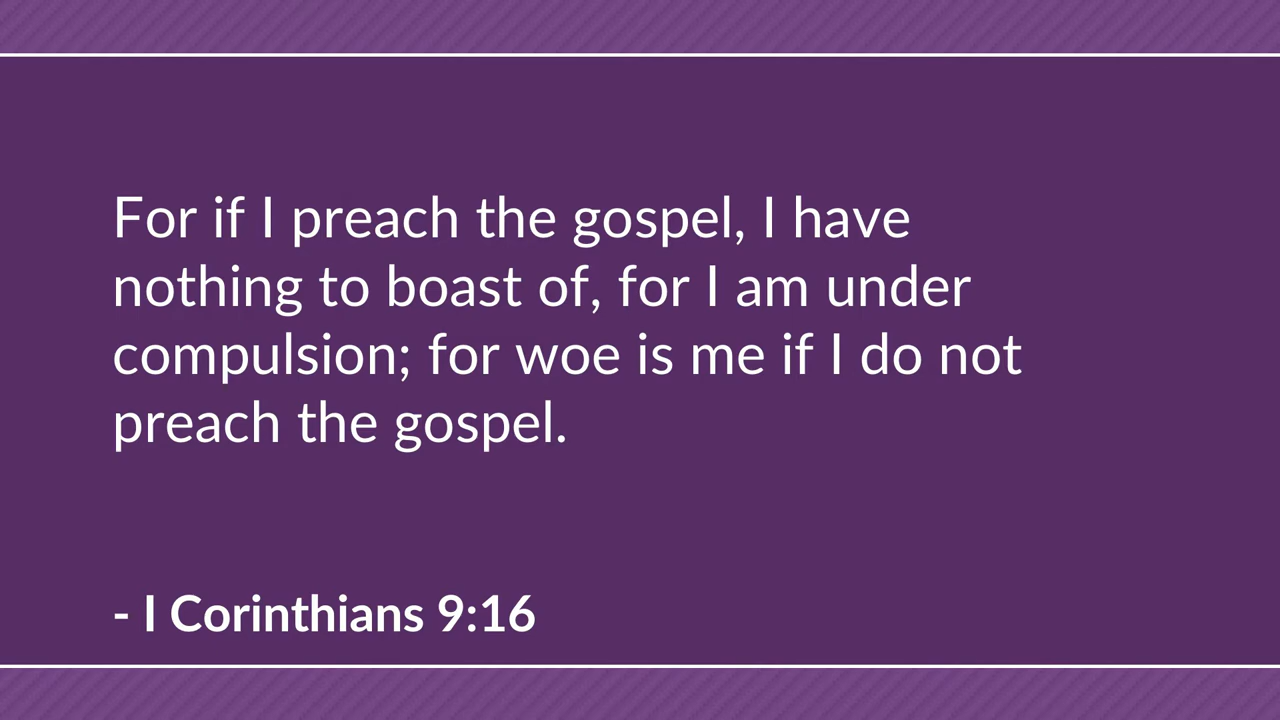 For if I preach the gospel, I have
nothing to boast of, for I am under
compulsion; for woe is me if I do not
preach the gospel.
- I Corinthians 9:16